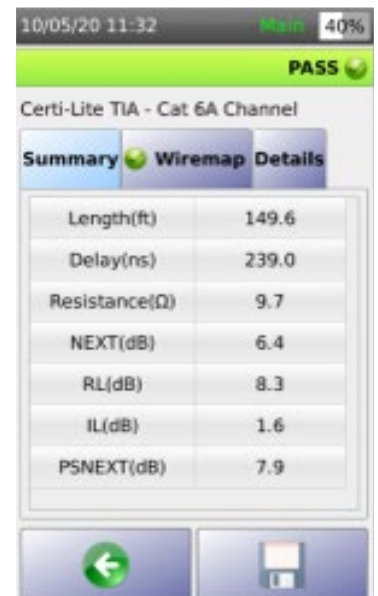 10/05/20 11:32 Main 40%
PASS
Certi-Lite TIA - Cat 6A Channel
Summary Wiremap Details
Length(ft) 149.6
Delay(ns) 239.0
Resistance(Ω) 9.7
NEXT(dB) 6.4
RL(dB) 8.3
IL(dB) 1.6
PSNEXT(dB) 7.9